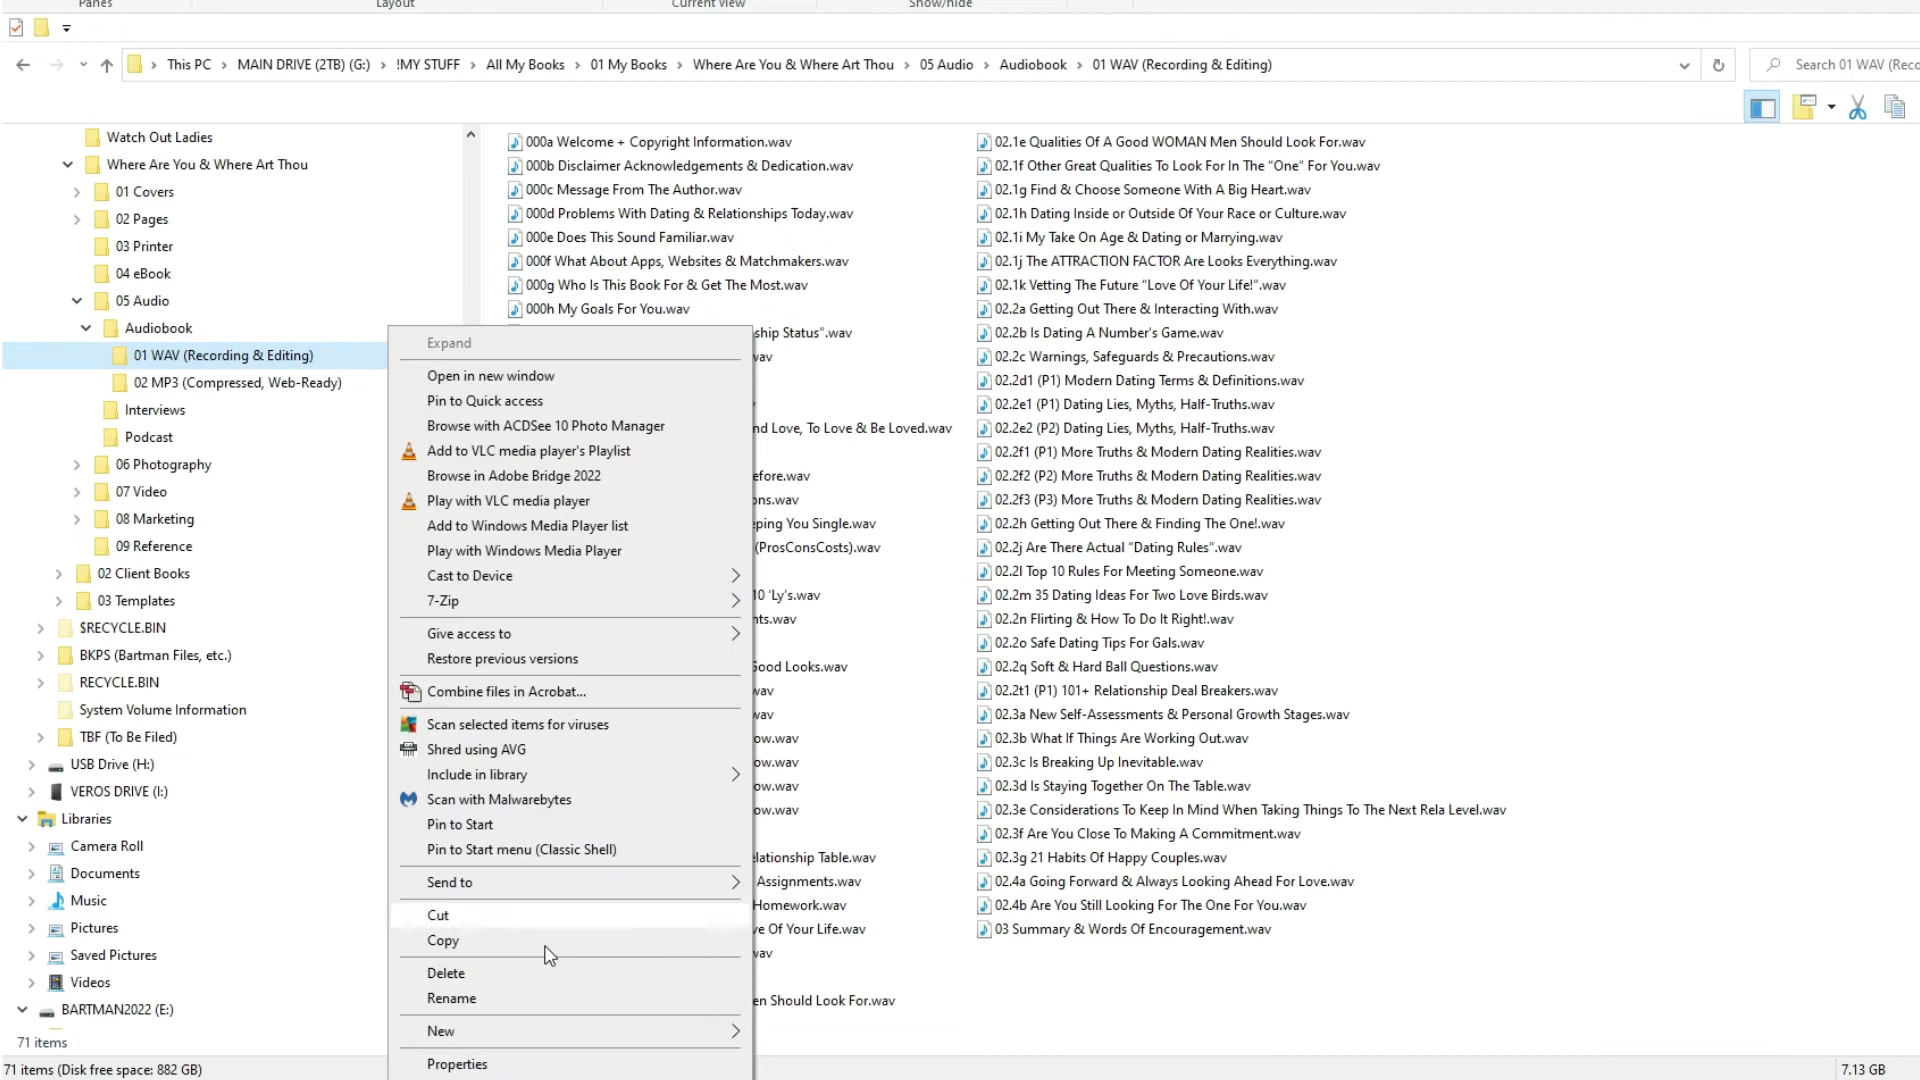 Panes Layout Current view Show/hide
This PC MAIN DRIVE (2TB) (G:) !MY STUFF All My Books 01 My Books Where Are You & Where Art Thou 05 Audio Audiobook 01 WAV (Recording & Editing)
Search 01 WAV (Reco
Watch Out Ladies
Where Are You & Where Art Thou
01 Covers
02 Pages
03 Printer
04 eBook
05 Audio
Audiobook
01 WAV (Recording & Editing)
02 MP3 (Compressed, Web-Ready)
Interviews
Podcast
06 Photography
07 Video
08 Marketing
09 Reference
02 Client Books
03 Templates
$RECYCLE.BIN
BKPS (Bartman Files, etc.)
RECYCLE.BIN
System Volume Information
TBF (To Be Filed)
USB Drive (H:)
VEROS DRIVE (I:)
Libraries
Camera Roll
Documents
Music
Pictures
Saved Pictures
Videos
BARTMAN2022 (E:)
71 items
71 items (Disk free space: 882 GB)
Expand
Open in new window
Pin to Quick access
Browse with ACDSee 10 Photo Manager
Add to VLC media player's Playlist
Browse in Adobe Bridge 2022
Play with VLC media player
Add to Windows Media Player list
Play with Windows Media Player
Cast to Device
7-Zip
Give access to
Restore previous versions
Combine files in Acrobat...
Scan selected items for viruses
Shred using AVG
Include in library
Scan with Malwarebytes
Pin to Start
Pin to Start menu (Classic Shell)
Send to
Cut
Copy
Delete
Rename
New
Properties
000a Welcome + Copyright Information.wav
000b Disclaimer Acknowledgements & Dedication.wav
000c Message From The Author.wav
000d Problems With Dating & Relationships Today.wav
000e Does This Sound Familiar.wav
000f What About Apps, Websites & Matchmakers.wav
000g Who Is This Book For & Get The Most.wav
000h My Goals For You.wav
ship Status".wav
wav
nd Love, To Love & Be Loved.wav
efore.wav
ons.wav
ping You Single.wav
(ProsConsCosts).wav
10 'Ly's.wav
nts.wav
Good Looks.wav
wav
wav
ow.wav
ow.wav
ow.wav
ow.wav
elationship Table.wav
Assignments.wav
Homework.wav
ve Of Your Life.wav
wav
en Should Look For.wav
02.1e Qualities Of A Good WOMAN Men Should Look For.wav
02.1f Other Great Qualities To Look For In The "One" For You.wav
02.1g Find & Choose Someone With A Big Heart.wav
02.1h Dating Inside or Outside Of Your Race or Culture.wav
02.1i My Take On Age & Dating or Marrying.wav
02.1j The ATTRACTION FACTOR Are Looks Everything.wav
02.1k Vetting The Future "Love Of Your Life!".wav
02.2a Getting Out There & Interacting With.wav
02.2b Is Dating A Number's Game.wav
02.2c Warnings, Safeguards & Precautions.wav
02.2d1 (P1) Modern Dating Terms & Definitions.wav
02.2e1 (P1) Dating Lies, Myths, Half-Truths.wav
02.2e2 (P2) Dating Lies, Myths, Half-Truths.wav
02.2f1 (P1) More Truths & Modern Dating Realities.wav
02.2f2 (P2) More Truths & Modern Dating Realities.wav
02.2f3 (P3) More Truths & Modern Dating Realities.wav
02.2h Getting Out There & Finding The One!.wav
02.2j Are There Actual "Dating Rules".wav
02.2l Top 10 Rules For Meeting Someone.wav
02.2m 35 Dating Ideas For Two Love Birds.wav
02.2n Flirting & How To Do It Right!.wav
02.2o Safe Dating Tips For Gals.wav
02.2q Soft & Hard Ball Questions.wav
02.2t1 (P1) 101+ Relationship Deal Breakers.wav
02.3a New Self-Assessments & Personal Growth Stages.wav
02.3b What If Things Are Working Out.wav
02.3c Is Breaking Up Inevitable.wav
02.3d Is Staying Together On The Table.wav
02.3e Considerations To Keep In Mind When Taking Things To The Next Rela Level.wav
02.3f Are You Close To Making A Commitment.wav
02.3g 21 Habits Of Happy Couples.wav
02.4a Going Forward & Always Looking Ahead For Love.wav
02.4b Are You Still Looking For The One For You.wav
03 Summary & Words Of Encouragement.wav
7.13 GB